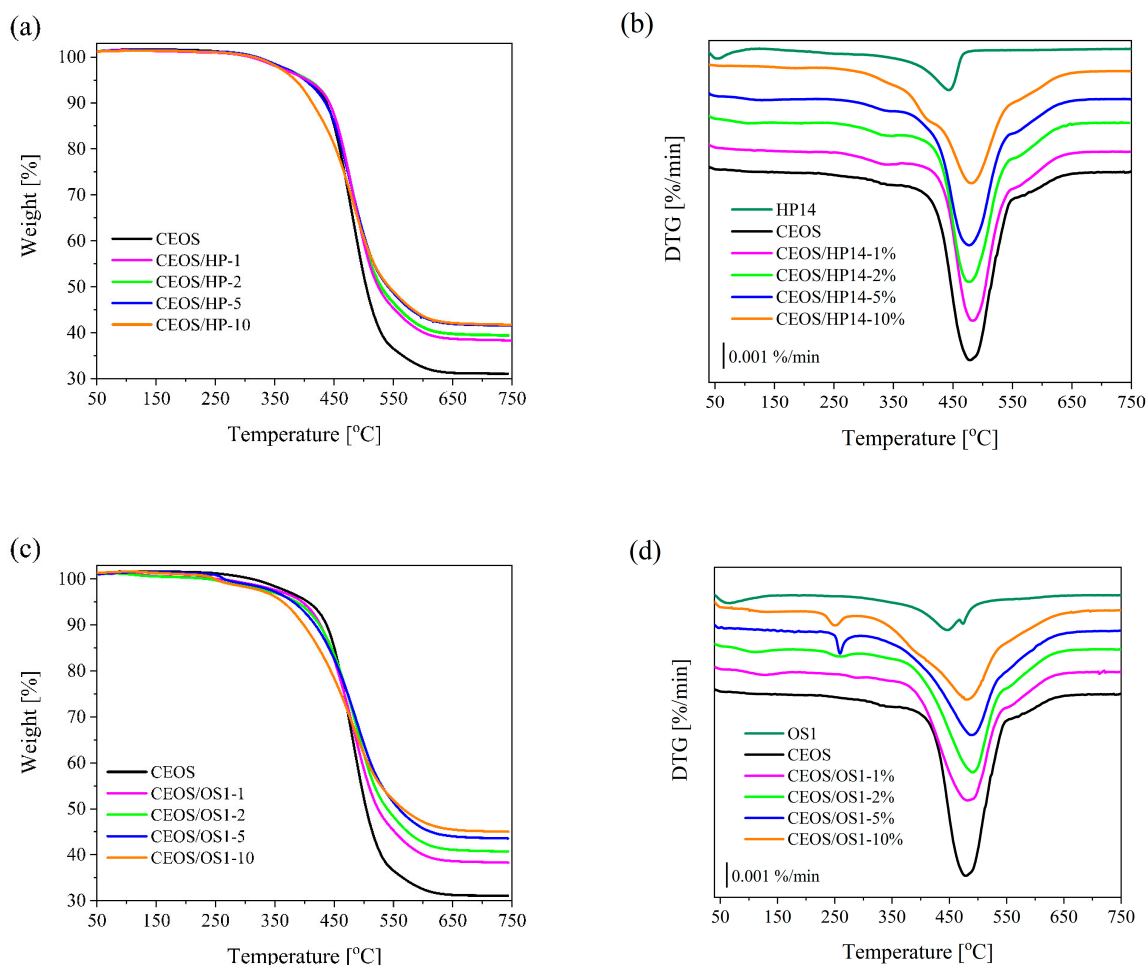 (a)
100
90
80
70
60
50
40
30
Weight [%]
CEOS
CEOS/HP-1
CEOS/HP-2
CEOS/HP-5
CEOS/HP-10
50 150 250 350 450 550 650 750
Temperature [°C]
(b)
DTG [%/min]
HP14
CEOS
CEOS/HP14-1%
CEOS/HP14-2%
CEOS/HP14-5%
CEOS/HP14-10%
0.001 %/min
50 150 250 350 450 550 650 750
Temperature [°C]
(c)
100
90
80
70
60
50
40
30
Weight [%]
CEOS
CEOS/OS1-1
CEOS/OS1-2
CEOS/OS1-5
CEOS/OS1-10
50 150 250 350 450 550 650 750
Temperature [°C]
(d)
DTG [%/min]
OS1
CEOS
CEOS/OS1-1%
CEOS/OS1-2%
CEOS/OS1-5%
CEOS/OS1-10%
0.001 %/min
50 150 250 350 450 550 650 750
Temperature [°C]